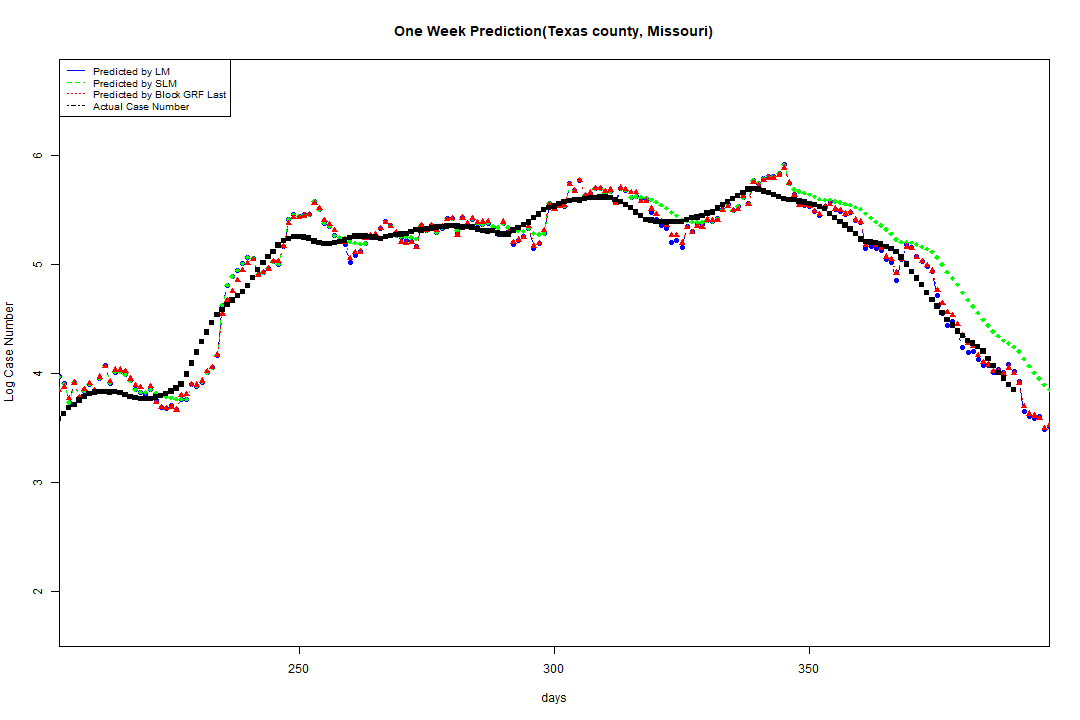 One Week Prediction(Texas county, Missouri)
Predicted by LM
Predicted by SLM
Predicted by Block GRF Last
Actual Case Number
6
5
4
3
2
Log Case Number
250
300
350
days